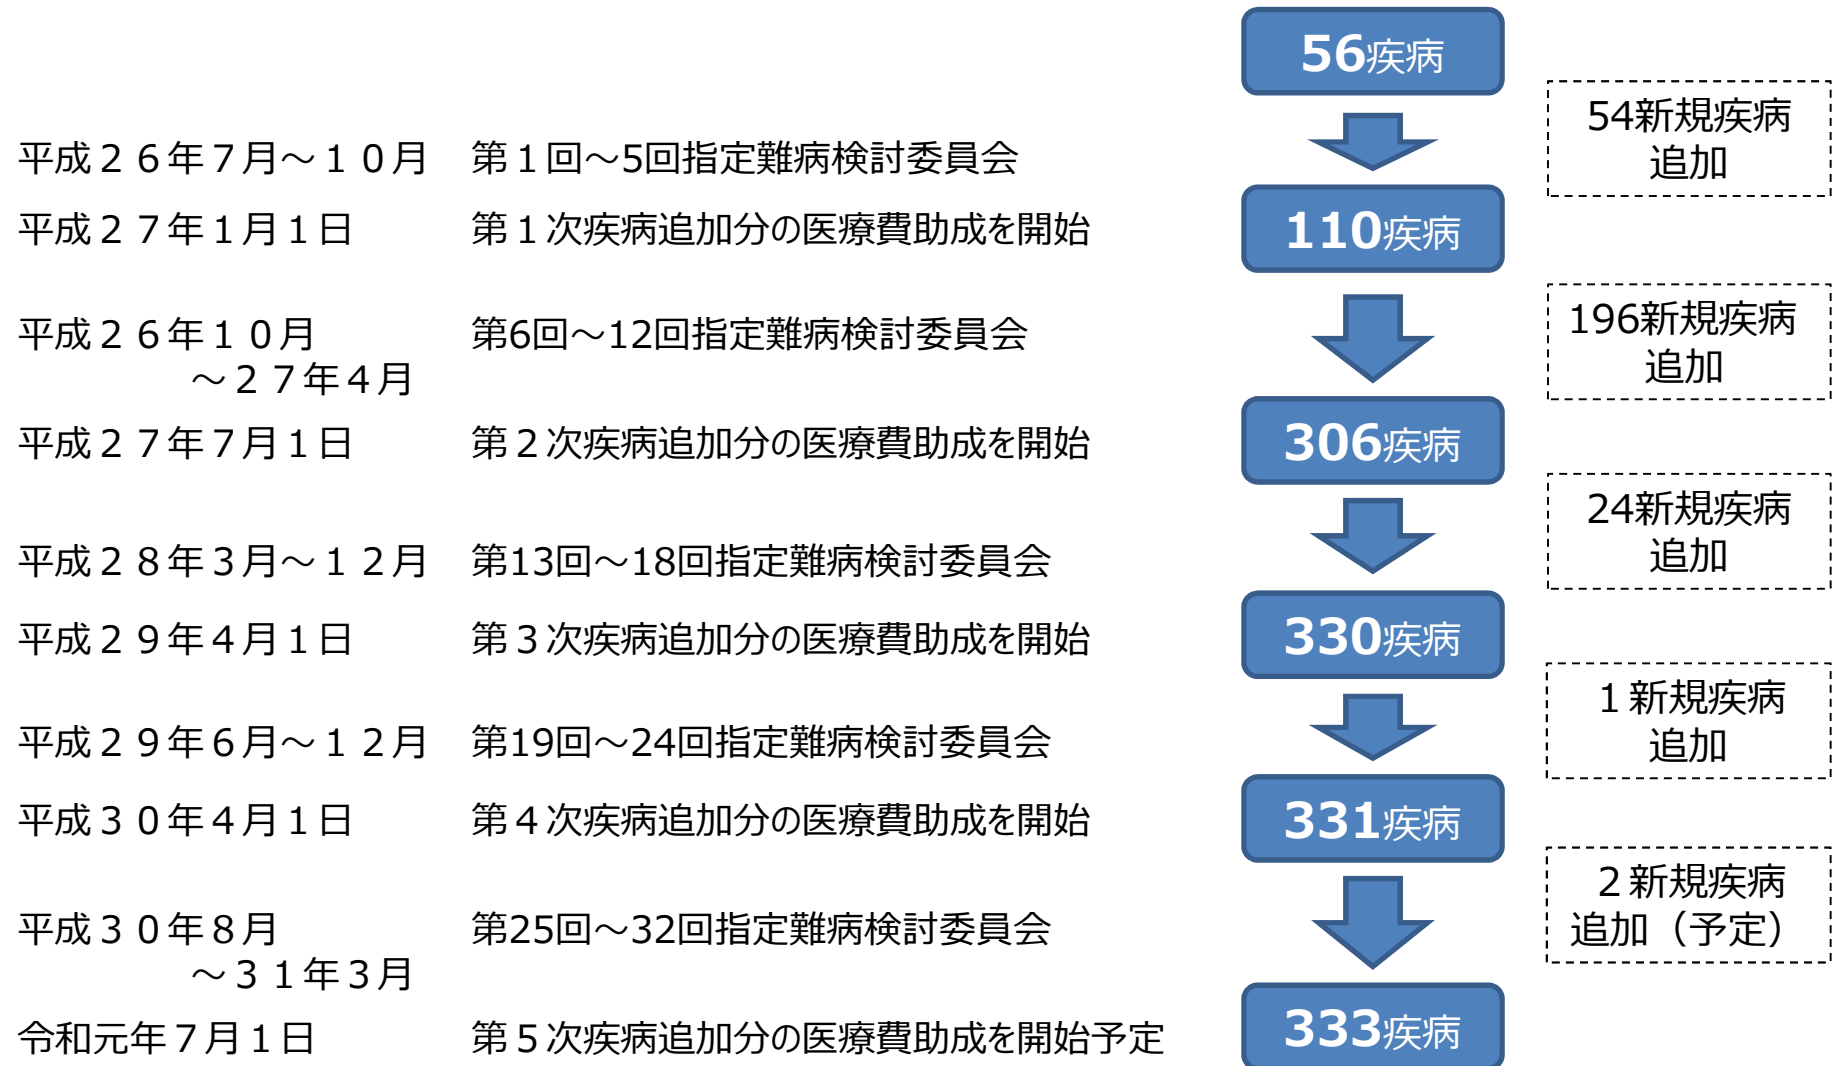 56疾病
54新規疾病
追加
平成２６年７月～１０月　第１回～5回指定難病検討委員会
平成２７年１月１日　第１次疾病追加分の医療費助成を開始
110疾病
196新規疾病
追加
平成２６年１０月　第6回～12回指定難病検討委員会
～２７年４月
平成２７年７月１日　第２次疾病追加分の医療費助成を開始
306疾病
24新規疾病
追加
平成２８年３月～１２月　第13回～18回指定難病検討委員会
平成２９年４月１日　第３次疾病追加分の医療費助成を開始
330疾病
１新規疾病
追加
平成２９年６月～１２月　第19回～24回指定難病検討委員会
平成３０年４月１日　第４次疾病追加分の医療費助成を開始
331疾病
２新規疾病
追加（予定）
平成３０年８月　第25回～32回指定難病検討委員会
～３１年３月
令和元年７月１日　第５次疾病追加分の医療費助成を開始予定
333疾病